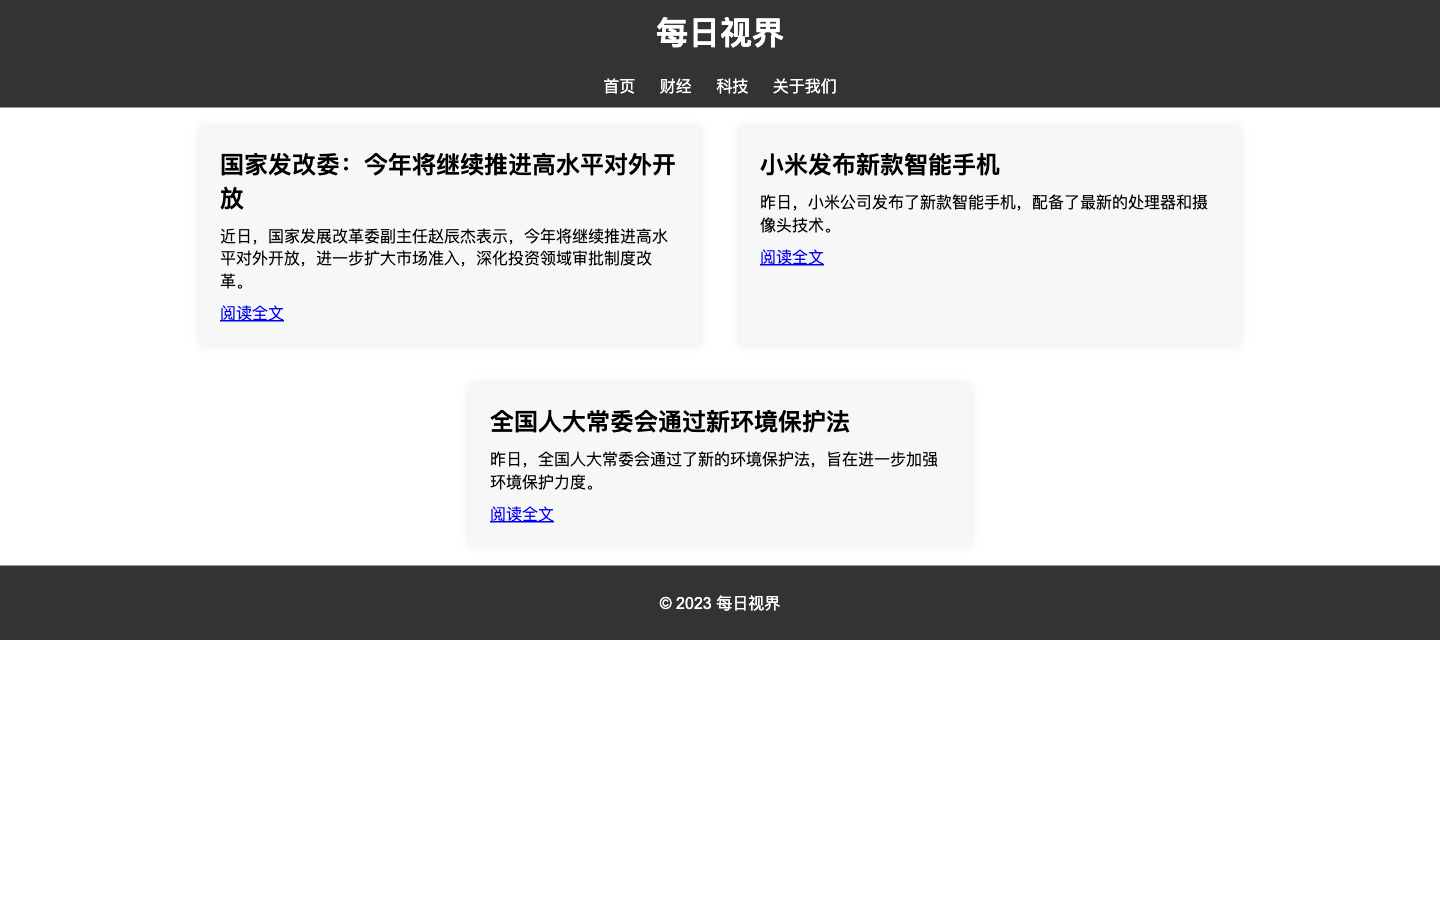 每日视界
首页 财经 科技 关于我们
国家发改委：今年将继续推进高水平对外开
放
近日，国家发展改革委副主任赵辰杰表示，今年将继续推进高水
平对外开放，进一步扩大市场准入，深化投资领域审批制度改
革。
阅读全文
小米发布新款智能手机
昨日，小米公司发布了新款智能手机，配备了最新的处理器和摄
像头技术。
阅读全文
全国人大常委会通过新环境保护法
昨日，全国人大常委会通过了新的环境保护法，旨在进一步加强
环境保护力度。
阅读全文
© 2023 每日视界